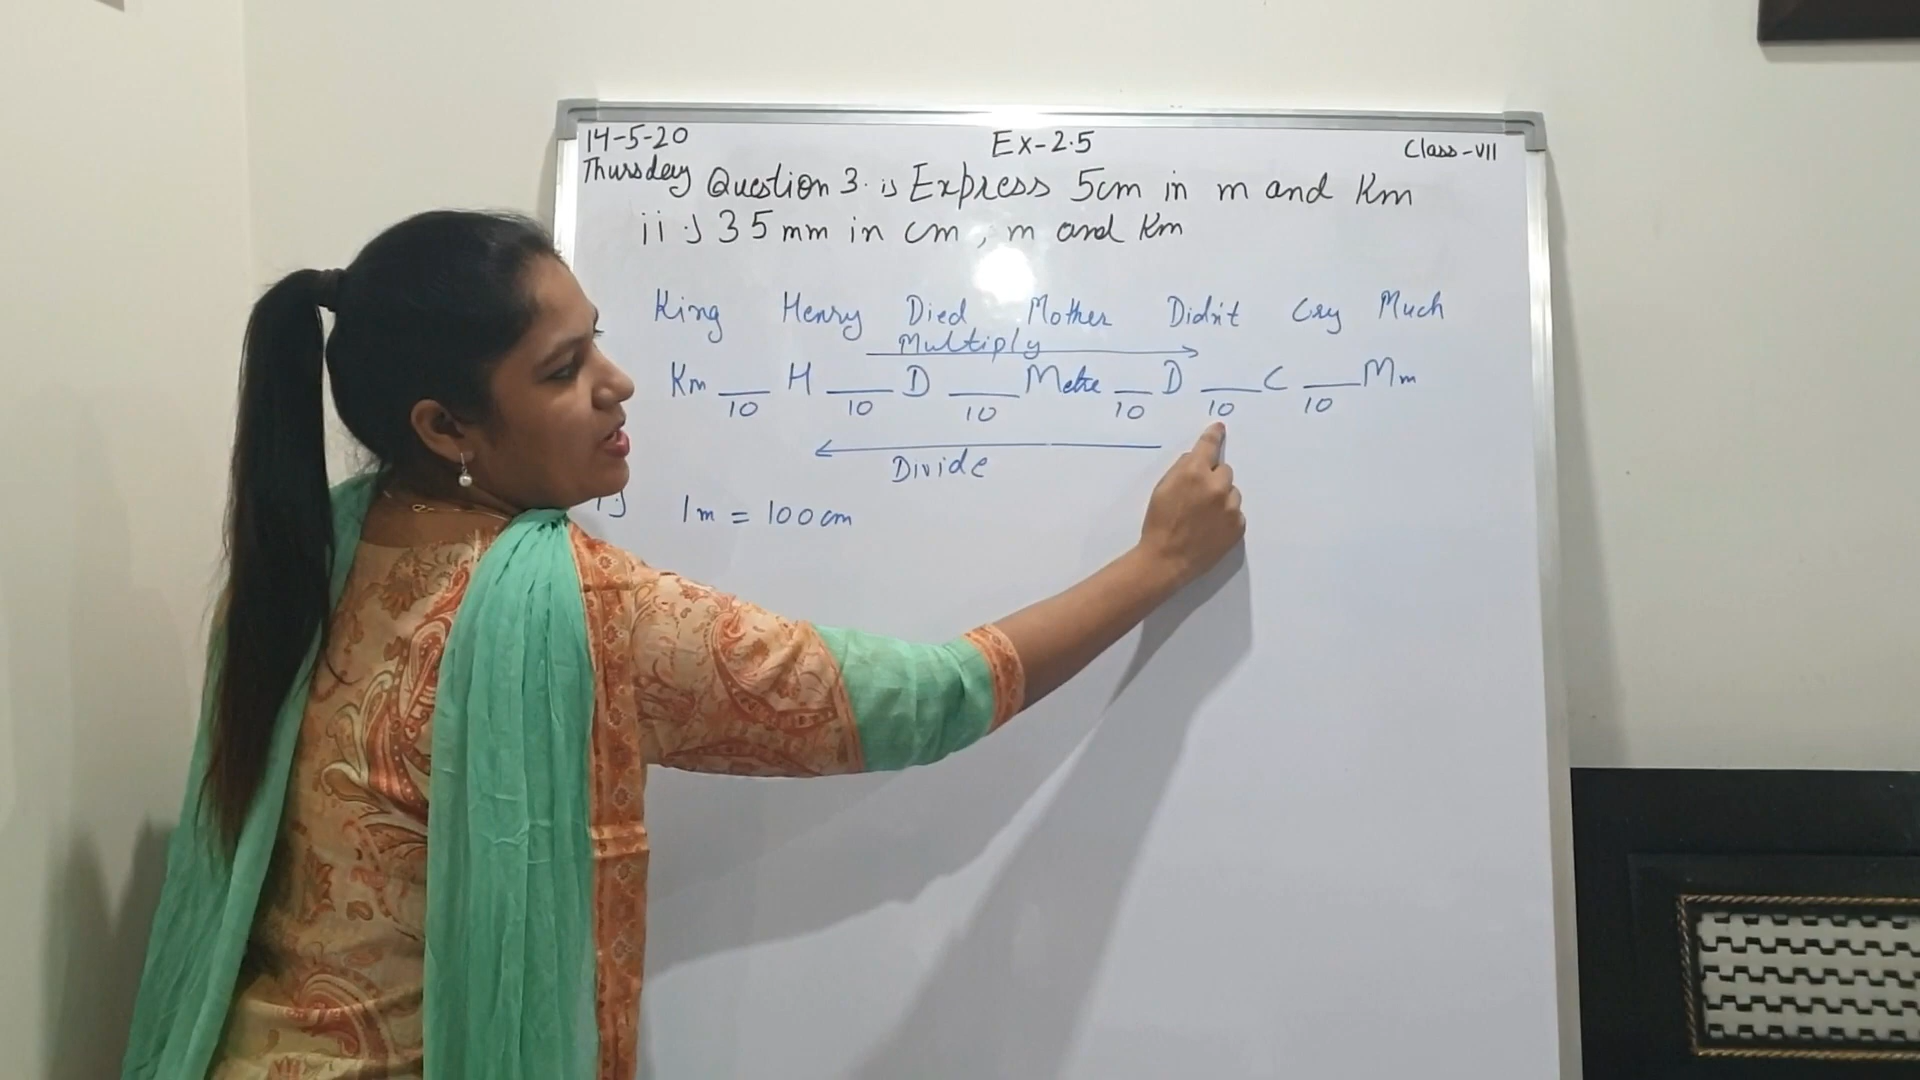 14-5-20 Ex-2.5 Class-VII
Thursday Question 3. i) Express 5cm in m and Km
ii) 35 mm in cm, m and Km
King Henry Died Mother Didn't Cry Much
Multiply
Km __ H __ D __ Metre __ D __ C __ Mm
10 10 10 10 10 10
Divide
i) 1m = 100cm